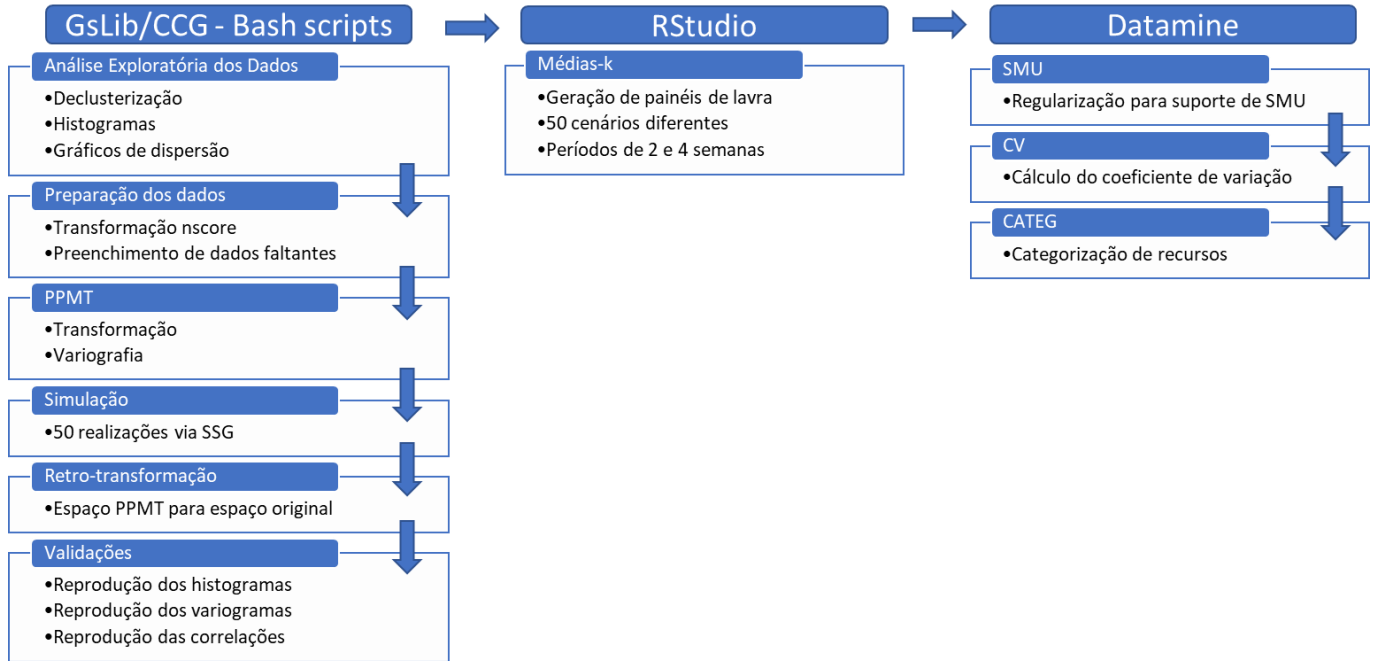 GsLib/CCG - Bash scripts
Análise Exploratória dos Dados
•Declusterização
•Histogramas
•Gráficos de dispersão
Preparação dos dados
•Transformação nscore
•Preenchimento de dados faltantes
PPMT
•Transformação
•Variografia
Simulação
•50 realizações via SSG
Retro-transformação
•Espaço PPMT para espaço original
Validações
•Reprodução dos histogramas
•Reprodução dos variogramas
•Reprodução das correlações
RStudio
Médias-k
•Geração de painéis de lavra
•50 cenários diferentes
•Períodos de 2 e 4 semanas
Datamine
SMU
•Regularização para suporte de SMU
CV
•Cálculo do coeficiente de variação
CATEG
•Categorização de recursos